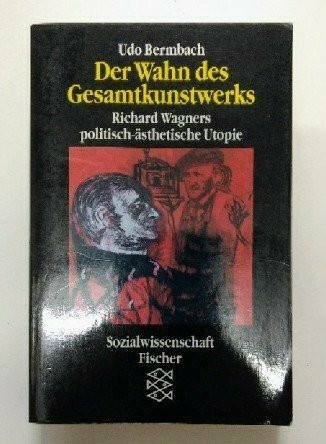 Udo Bermbach
Der Wahn des
Gesamtkunstwerks
Richard Wagners
politisch-ästhetische Utopie
Sozialwissenschaft
Fischer